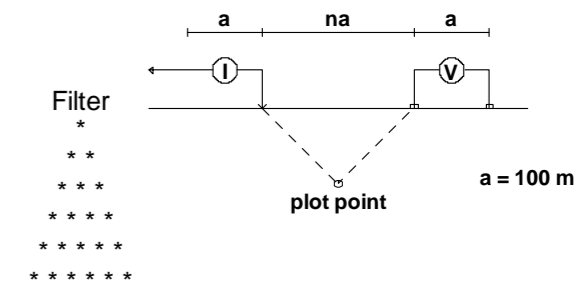 a na a
I V
Filter
*
* *
* * *
* * * *
* * * * *
* * * * * *
plot point
a = 100 m